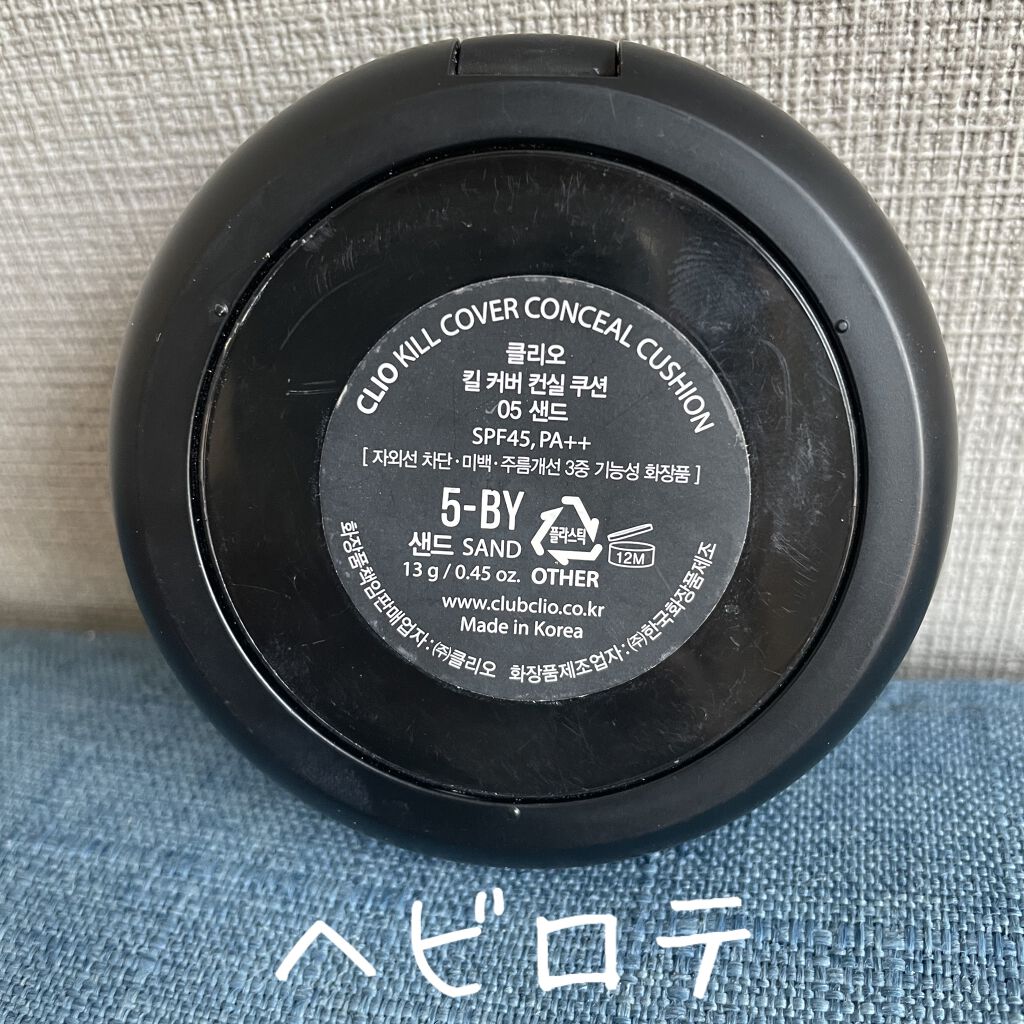 CLIO KILL COVER CONCEAL CUSHION
클리오
킬 커버 컨실 쿠션
05 샌드
SPF45, PA++
[ 자외선 차단·미백·주름개선 3중 기능성 화장품 ]
5-BY
플라스틱
샌드 SAND
12M
13 g / 0.45 oz. OTHER
www.clubclio.co.kr
Made in Korea
화장품책임판매업자:㈜클리오 화장품제조업자:㈜한국화장품제조
ヘビロテ